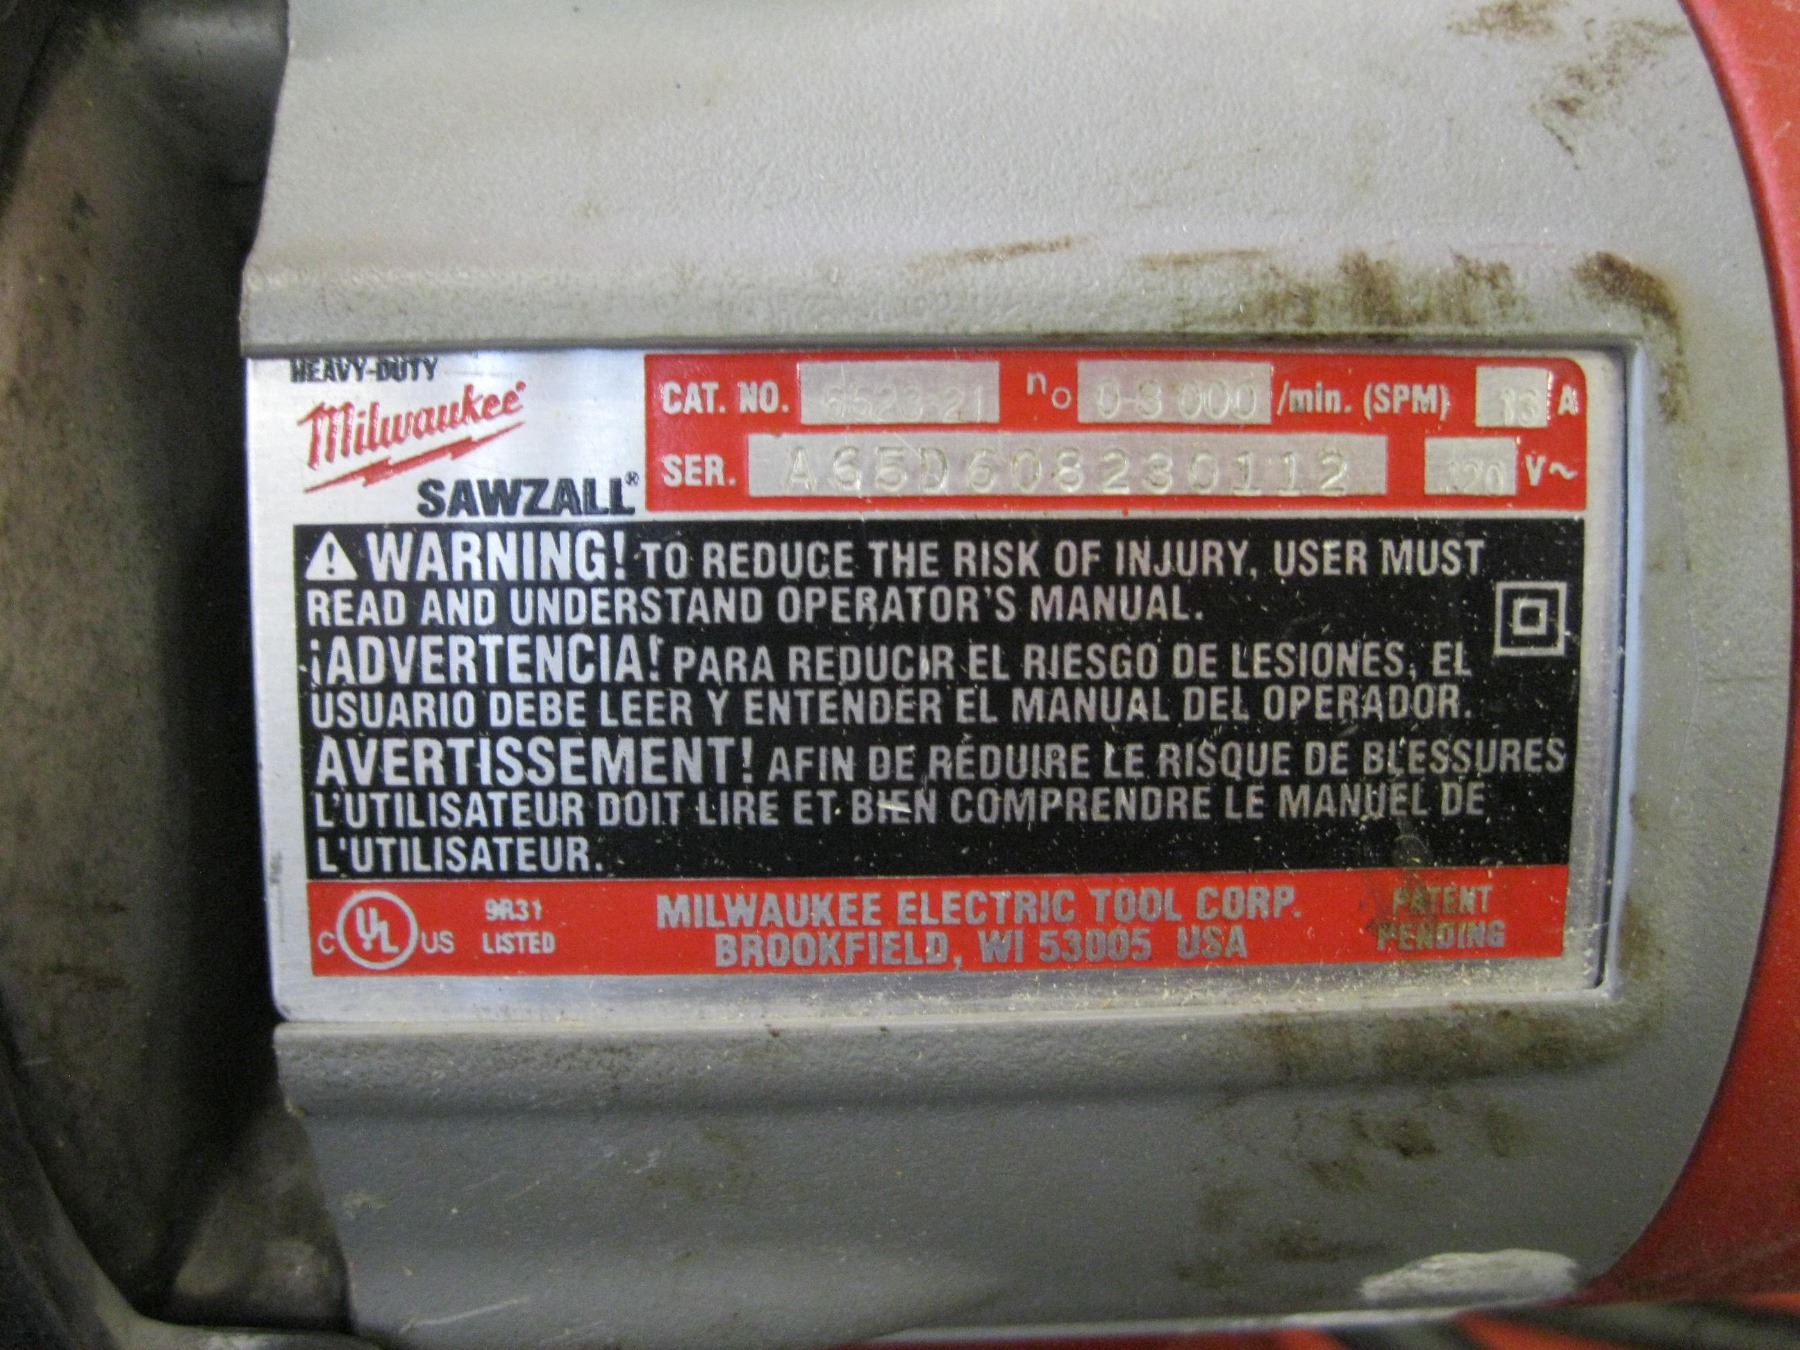 HEAVY-DUTY
Milwaukee®
SAWZALL®
CAT. NO. 6523-21 no 0-3 000 /min. (SPM) 13 A
SER. A65D608230112 120 V~
WARNING! TO REDUCE THE RISK OF INJURY, USER MUST
READ AND UNDERSTAND OPERATOR'S MANUAL.
¡ADVERTENCIA! PARA REDUCIR EL RIESGO DE LESIONES, EL
USUARIO DEBE LEER Y ENTENDER EL MANUAL DEL OPERADOR.
AVERTISSEMENT! AFIN DE RÉDUIRE LE RISQUE DE BLESSURES
L'UTILISATEUR DOIT LIRE ET BIEN COMPRENDRE LE MANUEL DE
L'UTILISATEUR.
C UL US 9R31
LISTED
MILWAUKEE ELECTRIC TOOL CORP.
BROOKFIELD, WI 53005 USA
PATENT
PENDING